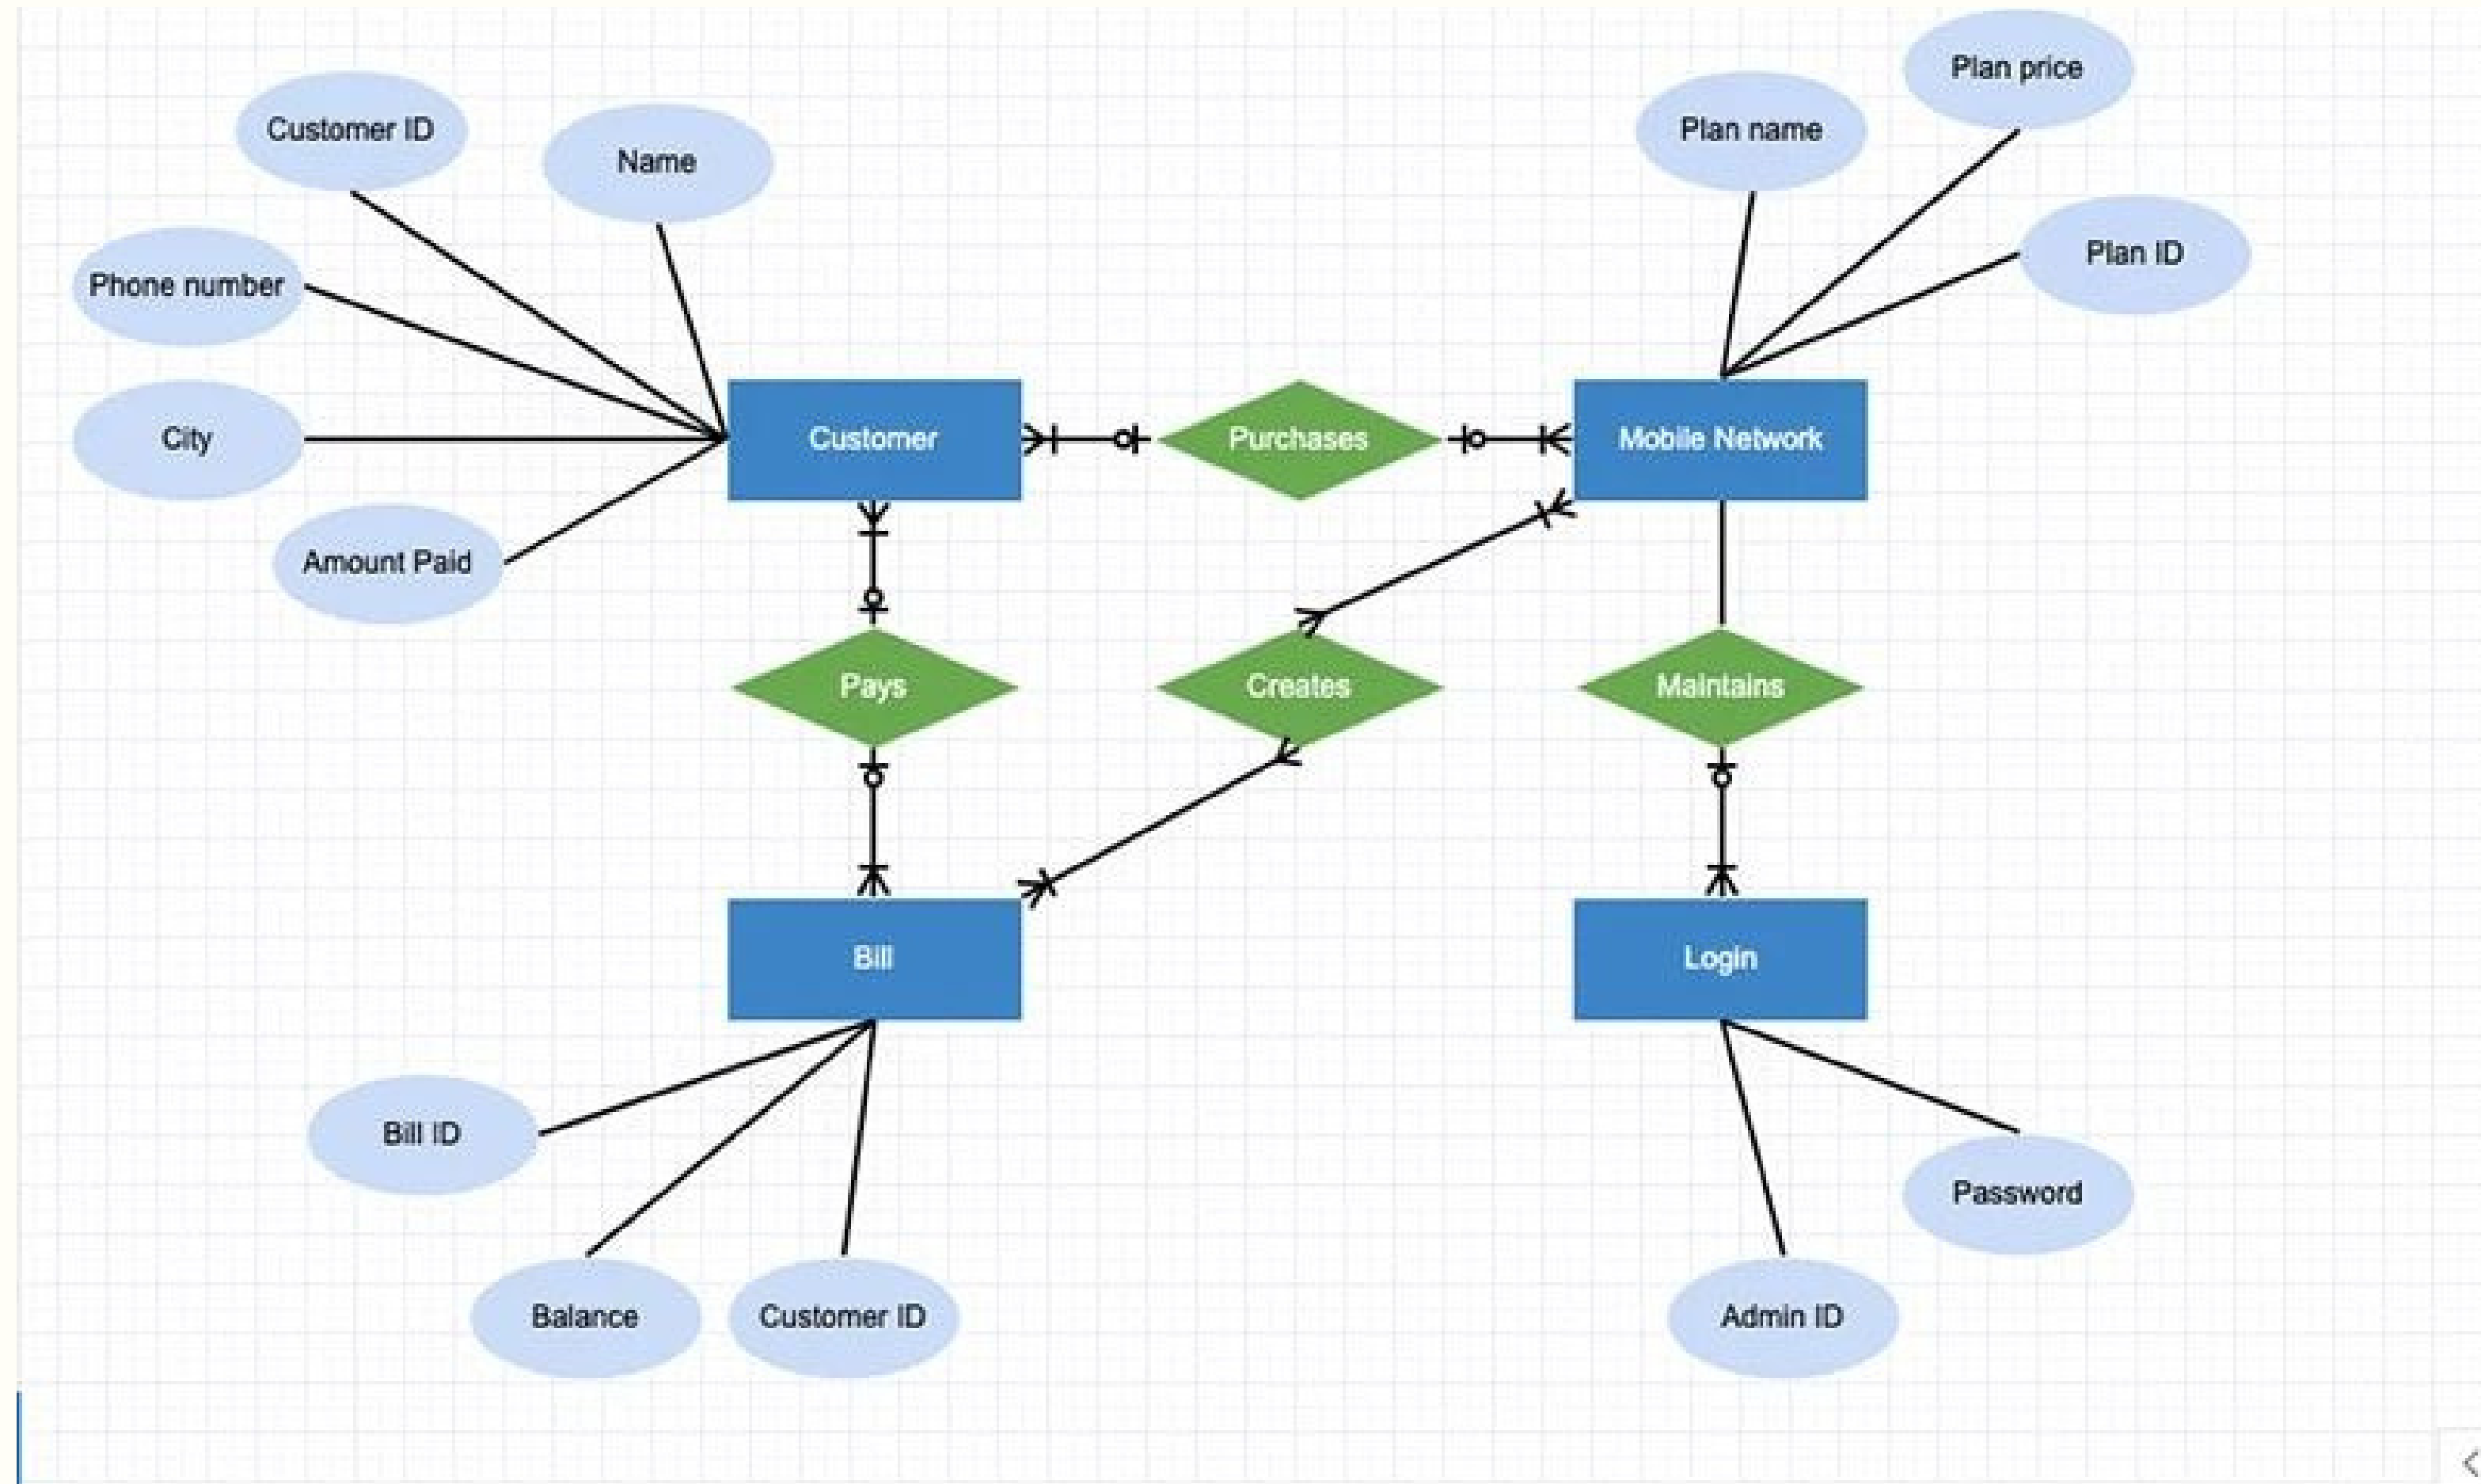 Plan price
Customer ID
Plan name
Name
Plan ID
Phone number
City
Customer
Purchases
Mobile Network
Amount Paid
Pays
Creates
Maintains
Bill
Login
Bill ID
Password
Balance
Customer ID
Admin ID